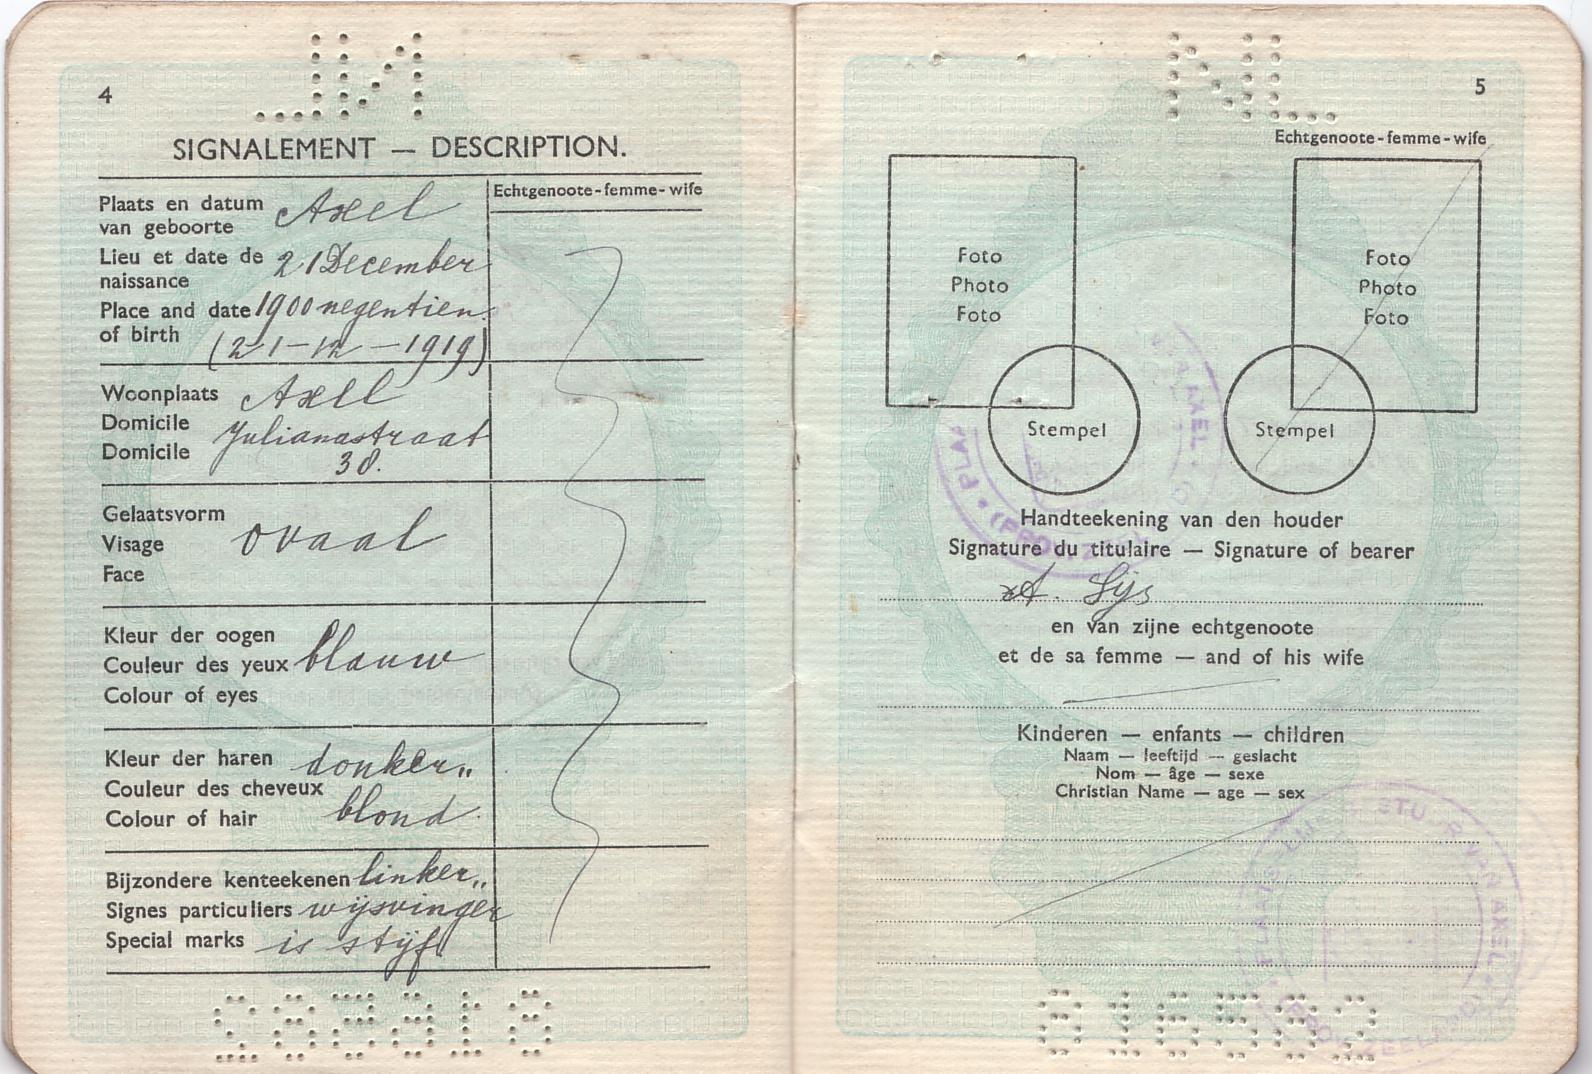 4
SIGNALEMENT — DESCRIPTION.
Echtgenoote-femme-wife
Plaats en datum
van geboorte
Axel
Lieu et date de
naissance
21 December
Place and date
of birth
1900 negentien
(21-12-1919)
Woonplaats
Domicile
Domicile
Axel
Julianastraat
38.
Gelaatsvorm
Visage
Face
ovaal
Kleur der oogen
Couleur des yeux
Colour of eyes
blauw
Kleur der haren
Couleur des cheveux
Colour of hair
donker„
blond
Bijzondere kenteekenen
Signes particuliers
Special marks
linker„
wijsvinger
is stijf
NL
5
Echtgenoote-femme-wife
Foto
Photo
Foto
Stempel
Foto
Photo
Foto
Stempel
Handteekening van den houder
Signature du titulaire — Signature of bearer
A. Sijs
en van zijne echtgenoote
et de sa femme — and of his wife
Kinderen — enfants — children
Naam — leeftijd — geslacht
Nom — âge — sexe
Christian Name — age — sex
VAN AXEL